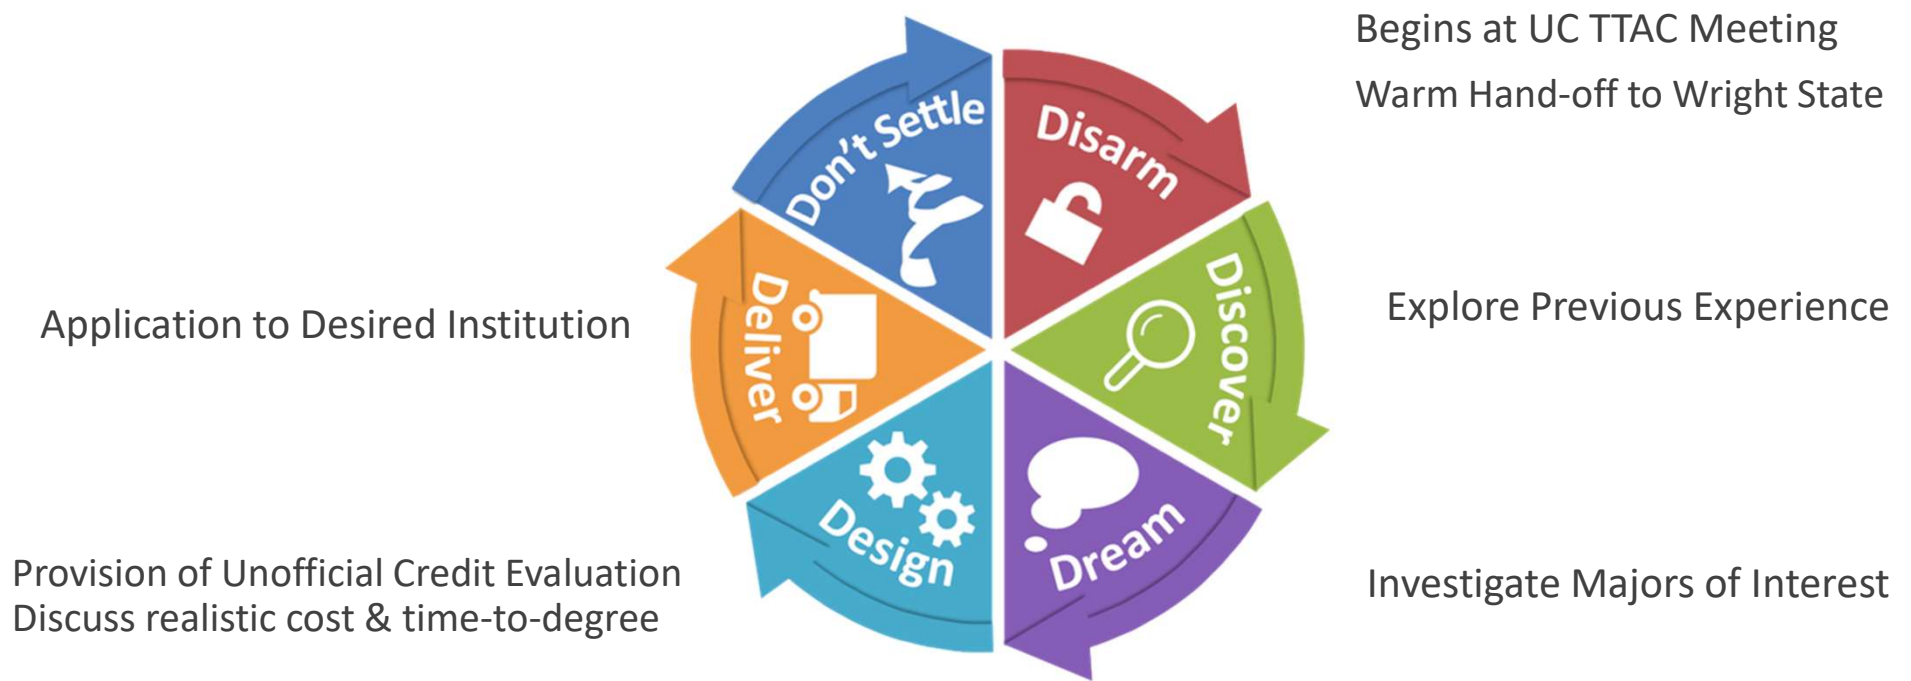 Begins at UC TTAC Meeting
Warm Hand-off to Wright State
Don't Settle
Disarm
Discover
Explore Previous Experience
Application to Desired Institution
Deliver
Design
Dream
Provision of Unofficial Credit Evaluation
Discuss realistic cost & time-to-degree
Investigate Majors of Interest